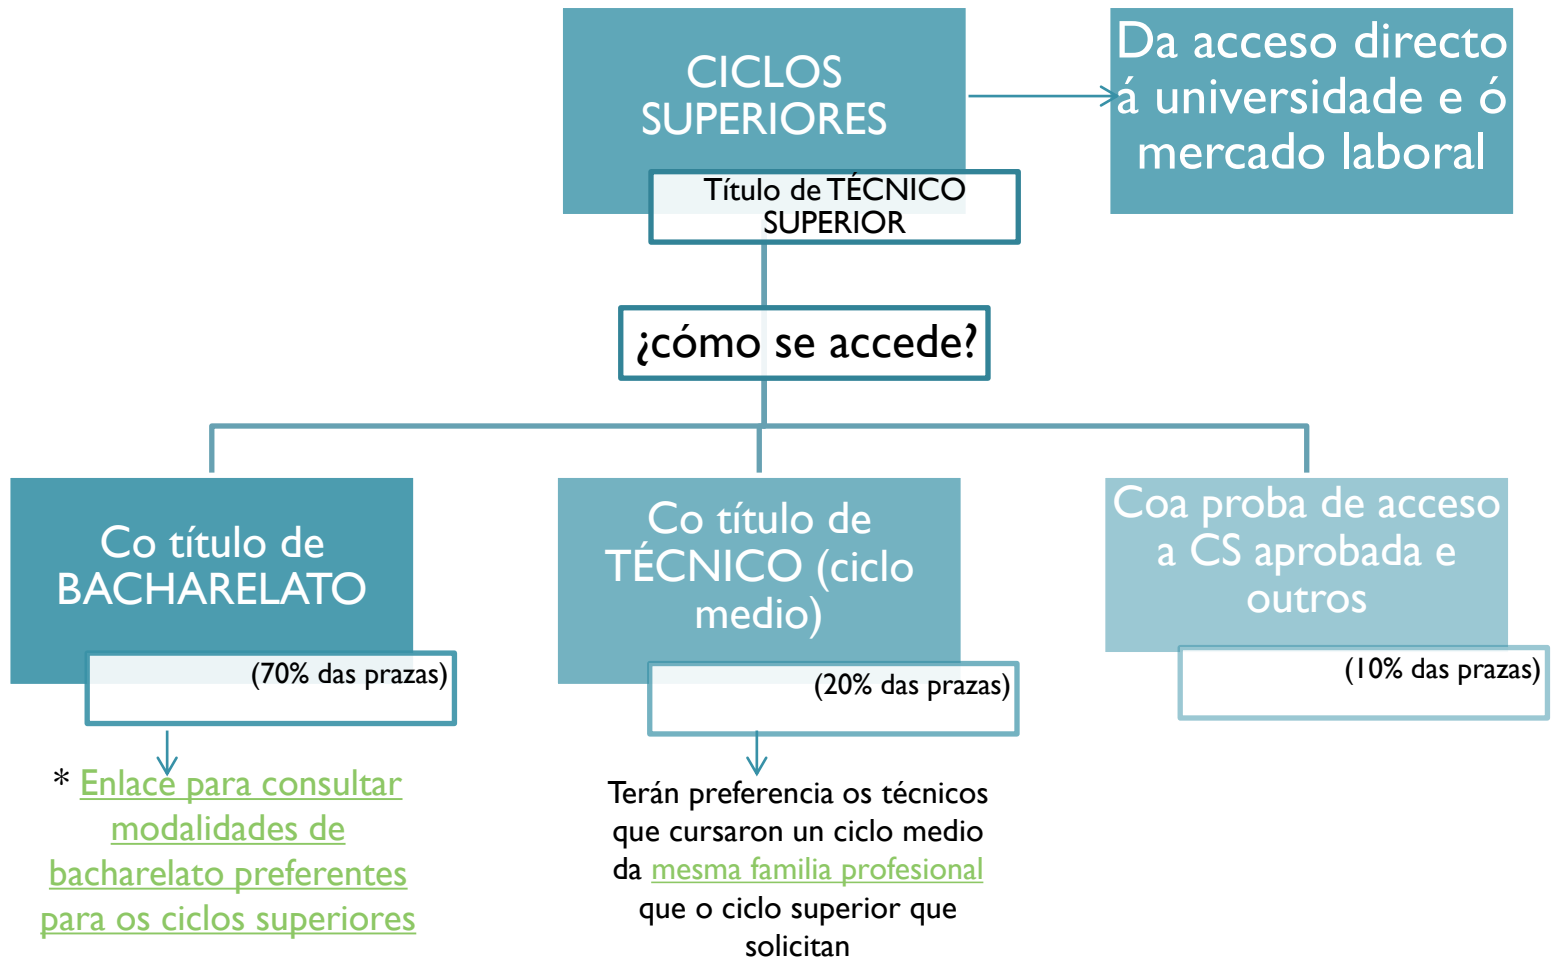 CICLOS
SUPERIORES
Título de TÉCNICO
SUPERIOR
Da acceso directo
á universidade e ó
mercado laboral
¿cómo se accede?
Co título de
BACHARELATO
(70% das prazas)
* Enlace para consultar
modalidades de
bacharelato preferentes
para os ciclos superiores
Co título de
TÉCNICO (ciclo
medio)
(20% das prazas)
Terán preferencia os técnicos
que cursaron un ciclo medio
da mesma familia profesional
que o ciclo superior que
solicitan
Coa proba de acceso
a CS aprobada e
outros
(10% das prazas)